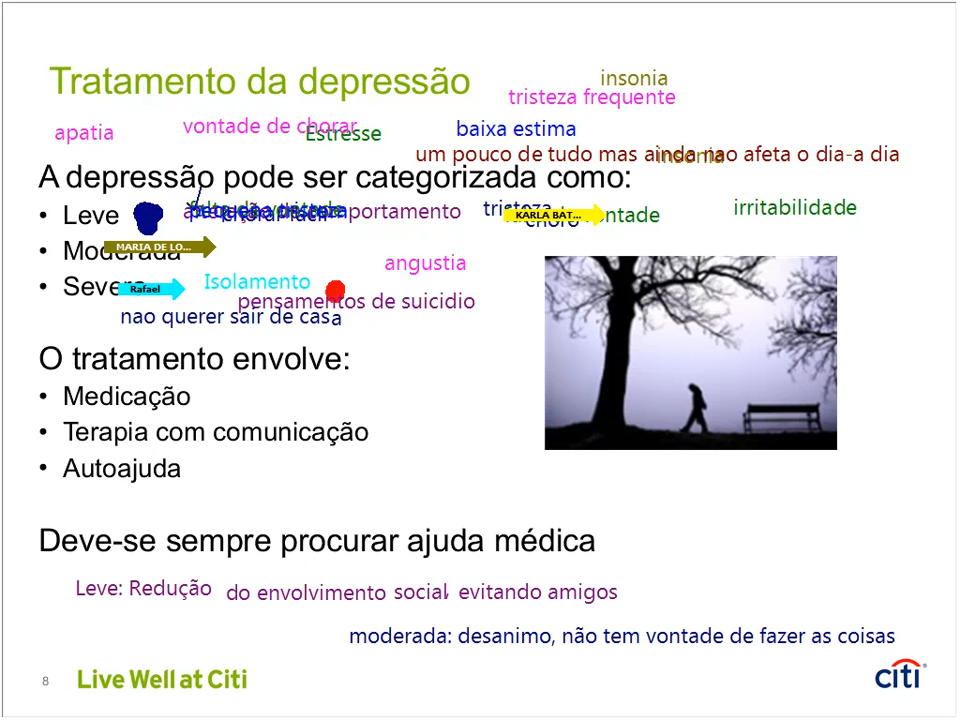 Tratamento da depressão
insonia
tristeza frequente
apatia
vontade de chorar
Estresse
baixa estima
um pouco de tudo mas ainda nao afeta o dia-a dia
insonia
A depressão pode ser categorizada como:
• Leve
comportamento
tristeza
choro
KARLA BAT...
vontade
irritabilidade
• Moderada
MARIA DE LO...
angustia
• Severa
Rafael
Isolamento
pensamentos de suicidio
nao querer sair de casa
O tratamento envolve:
• Medicação
• Terapia com comunicação
• Autoajuda
Deve-se sempre procurar ajuda médica
Leve: Redução do envolvimento social, evitando amigos
moderada: desanimo, não tem vontade de fazer as coisas
8 Live Well at Citi
citi